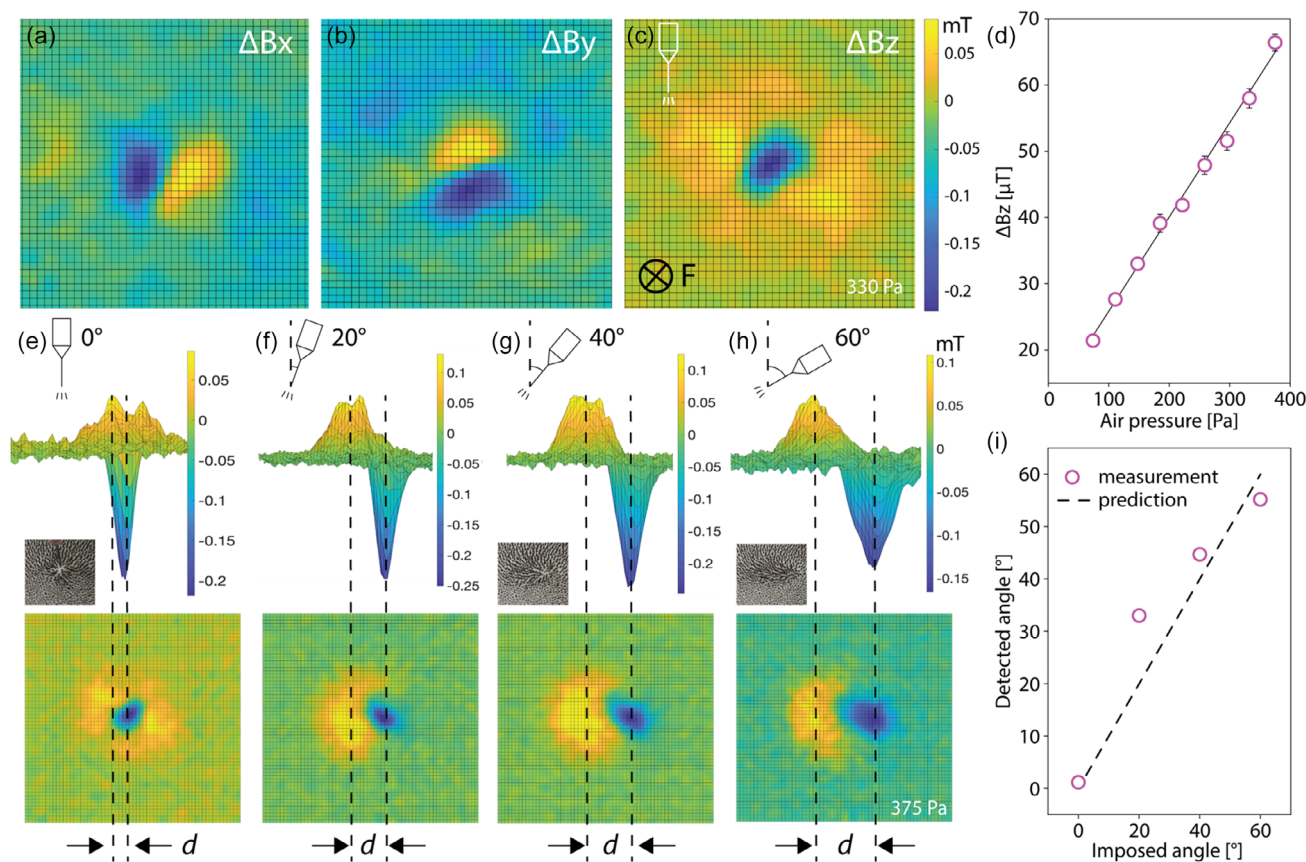 (a) ΔBx
(b) ΔBy
(c) ΔBz
F
330 Pa
mT
0.05
0
-0.05
-0.1
-0.15
-0.2
(d)
70
60
50
40
30
20
ΔBz [µT]
0 100 200 300 400
Air pressure [Pa]
(e) 0°
0.05
0
-0.05
-0.1
-0.15
-0.2
(f) 20°
0.1
0.05
0
-0.05
-0.1
-0.15
-0.2
-0.25
(g) 40°
0.1
0.05
0
-0.05
-0.1
-0.15
-0.2
(h) 60°
mT
0.1
0.05
0
-0.05
-0.1
-0.15
375 Pa
d
d
d
d
(i)
measurement
prediction
60
50
40
30
20
10
0
Detected angle [°]
0 20 40 60
Imposed angle [°]